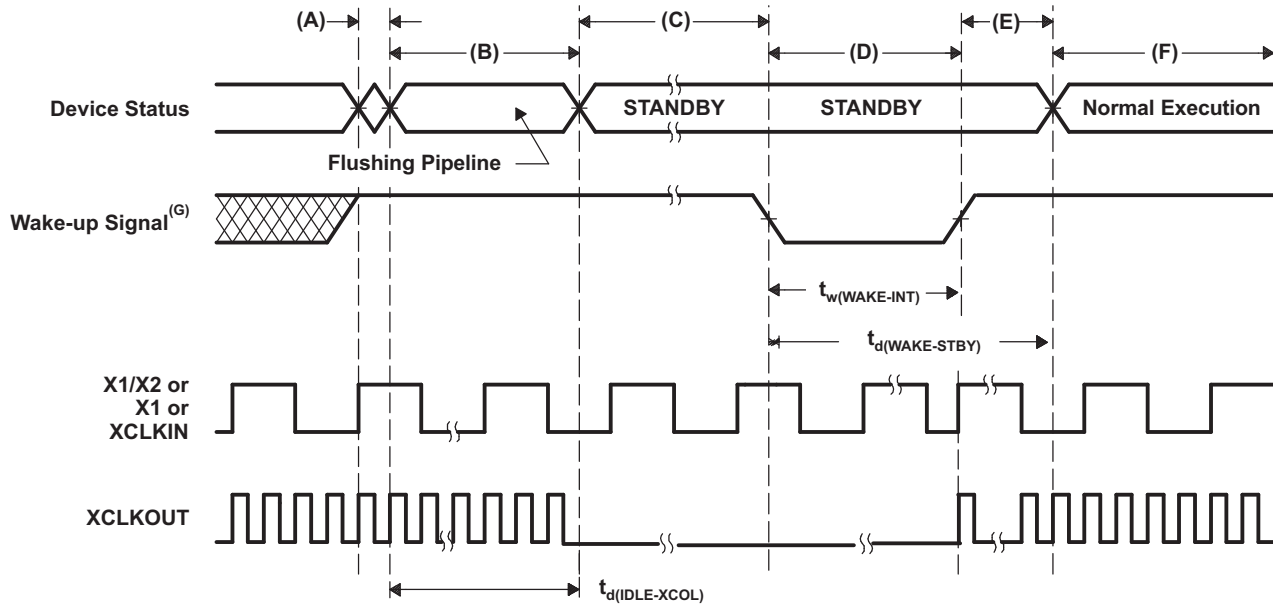 (A)
(B)
(C)
(D)
(E)
(F)
Device Status
STANDBY
STANDBY
Normal Execution
Flushing Pipeline
Wake-up Signal(G)
tw(WAKE-INT)
td(WAKE-STBY)
X1/X2 or
X1 or
XCLKIN
XCLKOUT
td(IDLE-XCOL)